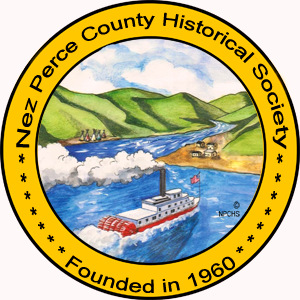 Nez Perce County Historical Society
© 
NPCHS
Founded in 1960